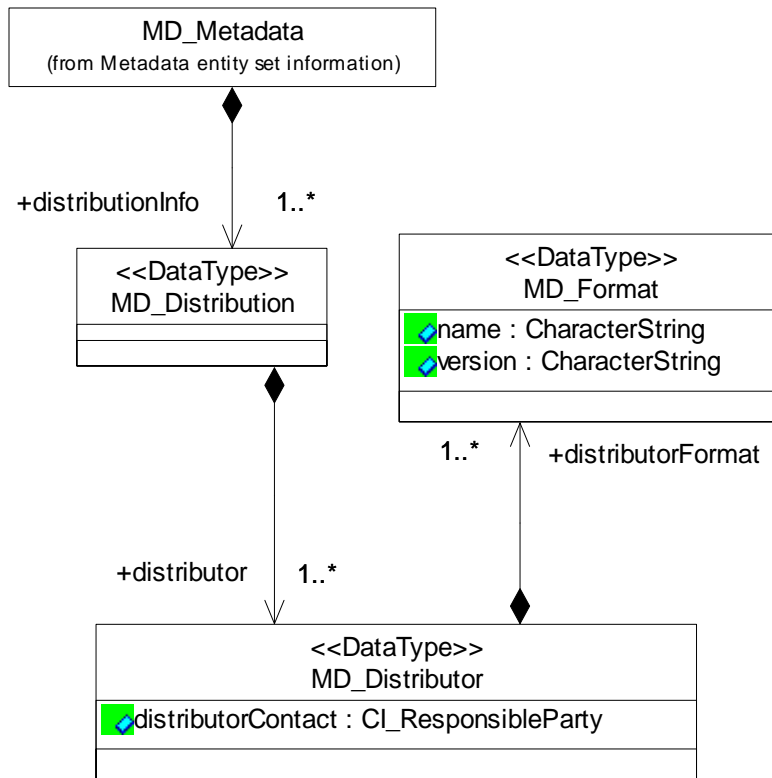 MD_Metadata
(from Metadata entity set information)
+distributionInfo
1..*
<<DataType>>
MD_Distribution
<<DataType>>
MD_Format
name : CharacterString
version : CharacterString
1..*
+distributorFormat
+distributor
1..*
<<DataType>>
MD_Distributor
distributorContact : CI_ResponsibleParty